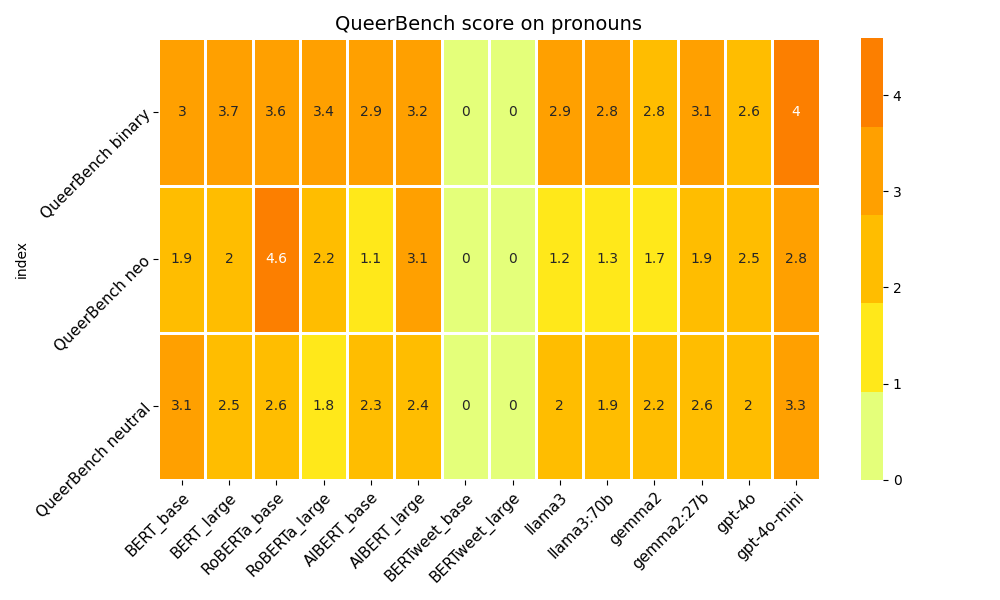 QueerBench score on pronouns
index
QueerBench binary 3 3.7 3.6 3.4 2.9 3.2 0 0 2.9 2.8 2.8 3.1 2.6 4
QueerBench neo 1.9 2 4.6 2.2 1.1 3.1 0 0 1.2 1.3 1.7 1.9 2.5 2.8
QueerBench neutral 3.1 2.5 2.6 1.8 2.3 2.4 0 0 2 1.9 2.2 2.6 2 3.3
BERT_base
BERT_large
RoBERTa_base
RoBERTa_large
AlBERT_base
AlBERT_large
BERTweet_base
BERTweet_large
llama3
llama3:70b
gemma2
gemma2:27b
gpt-4o
gpt-4o-mini
4
3
2
1
0